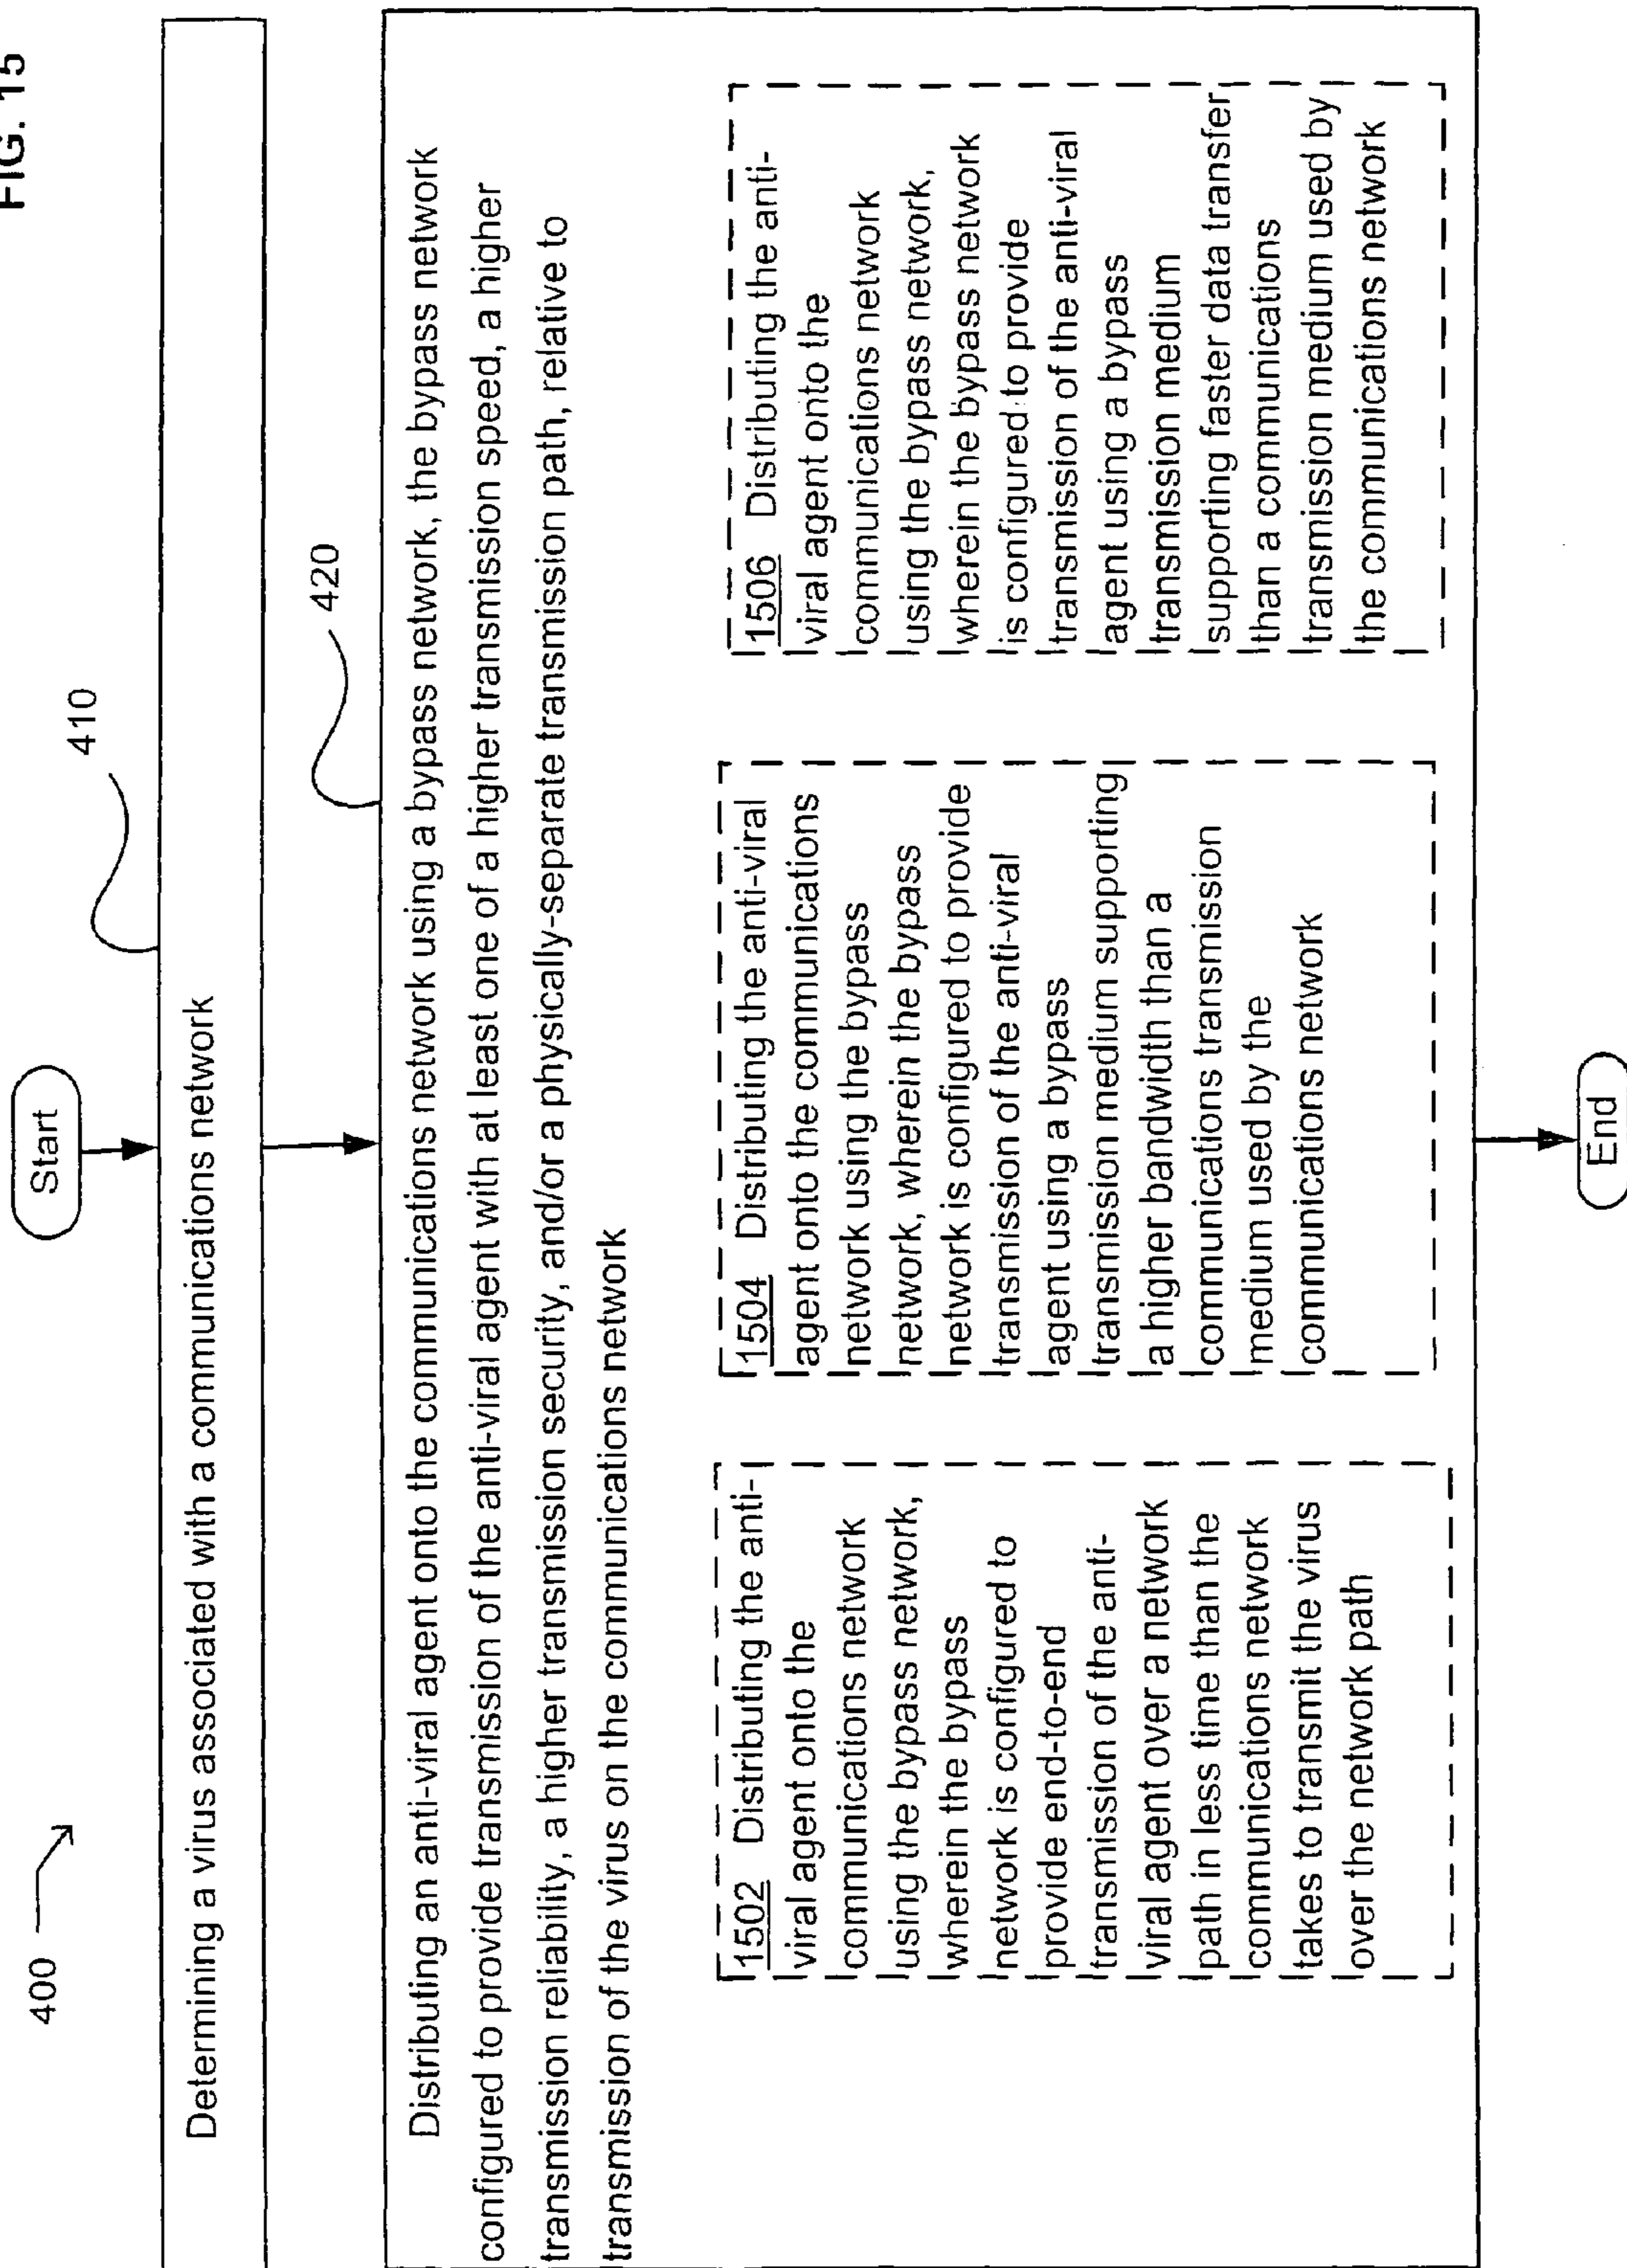 FIG. 15
400
Start
410
Determining a virus associated with a communications network
420
Distributing an anti-viral agent onto the communications network using a bypass network, the bypass network
configured to provide transmission of the anti-viral agent with at least one of a higher transmission speed, a higher
transmission reliability, a higher transmission security, and/or a physically-separate transmission path, relative to
transmission of the virus on the communications network
1502 Distributing the anti-
viral agent onto the
communications network
using the bypass network,
wherein the bypass
network is configured to
provide end-to-end
transmission of the anti-
viral agent over a network
path in less time than the
communications network
takes to transmit the virus
over the network path
1504 Distributing the anti-viral
agent onto the communications
network using the bypass
network, wherein the bypass
network is configured to provide
transmission of the anti-viral
agent using a bypass
transmission medium supporting
a higher bandwidth than a
communications transmission
medium used by the
communications network
1506 Distributing the anti-
viral agent onto the
communications network
using the bypass network,
wherein the bypass network
is configured to provide
transmission of the anti-viral
agent using a bypass
transmission medium
supporting faster data transfer
than a communications
transmission medium used by
the communications network
End